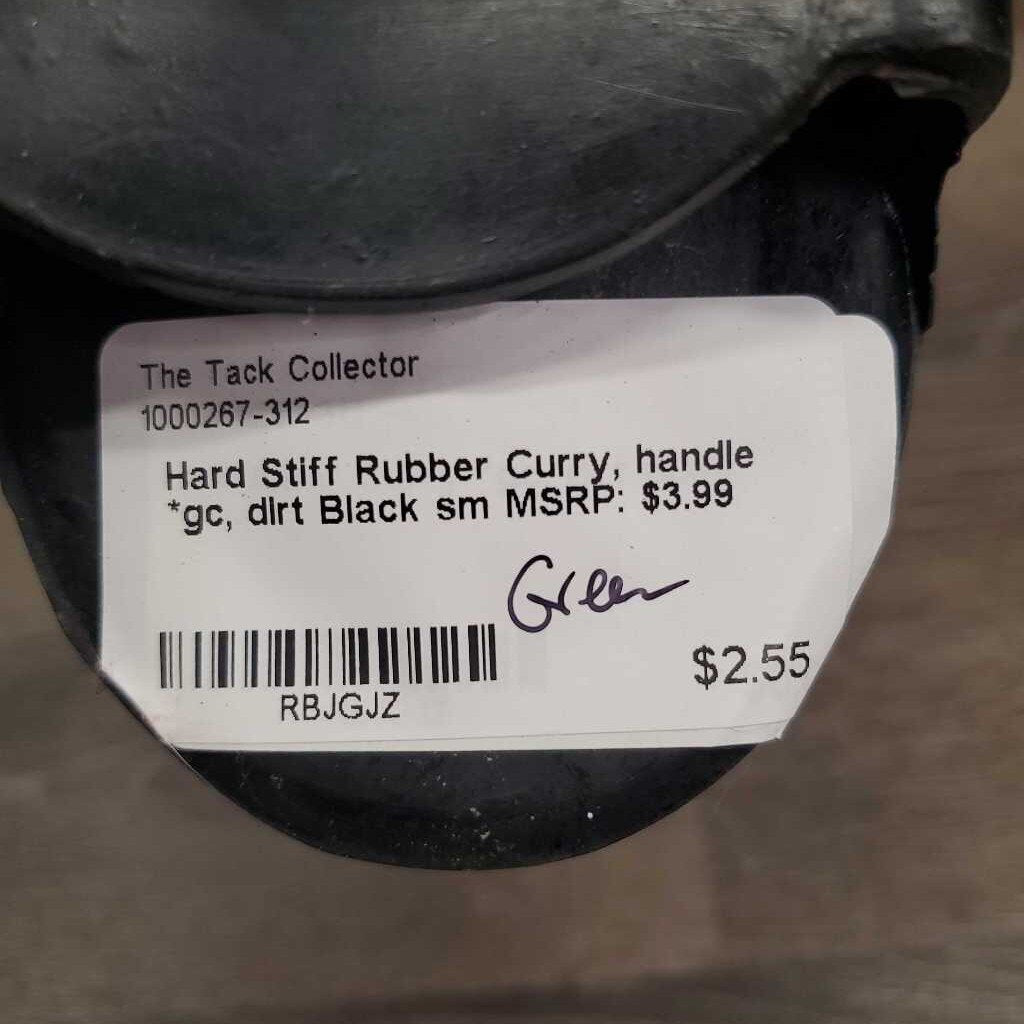 The Tack Collector
1000267-312
Hard Stiff Rubber Curry, handle
*gc, dirt Black sm MSRP: $3.99
Green
$2.55
RBJGJZ